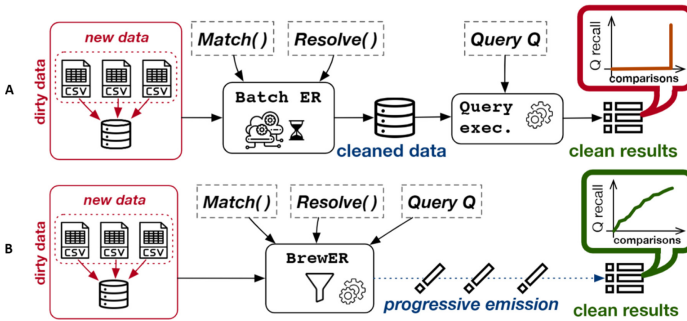 A
dirty data
new data
CSV CSV CSV
Match( )
Resolve( )
Batch ER
cleaned data
Query Q
Query
exec.
clean results
Q recall
comparisons
B
dirty data
new data
CSV CSV CSV
Match( )
Resolve( )
Query Q
BrewER
progressive emission
clean results
Q recall
comparisons